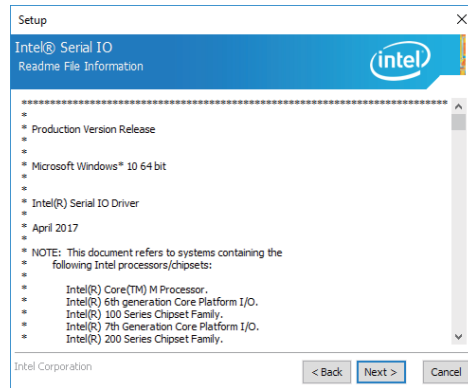 Setup
Intel® Serial IO
Readme File Information
intel
*******************************************************************************
*
* Production Version Release
*
*
* Microsoft Windows* 10 64 bit
*
*
* Intel(R) Serial IO Driver
*
* April 2017
*
* NOTE: This document refers to systems containing the
* following Intel processors/chipsets:
*
* Intel(R) Core(TM) M Processor.
* Intel(R) 6th generation Core Platform I/O.
* Intel(R) 100 Series Chipset Family.
* Intel(R) 7th Generation Core Platform I/O.
* Intel(R) 200 Series Chipset Family.
Intel Corporation
< Back Next > Cancel